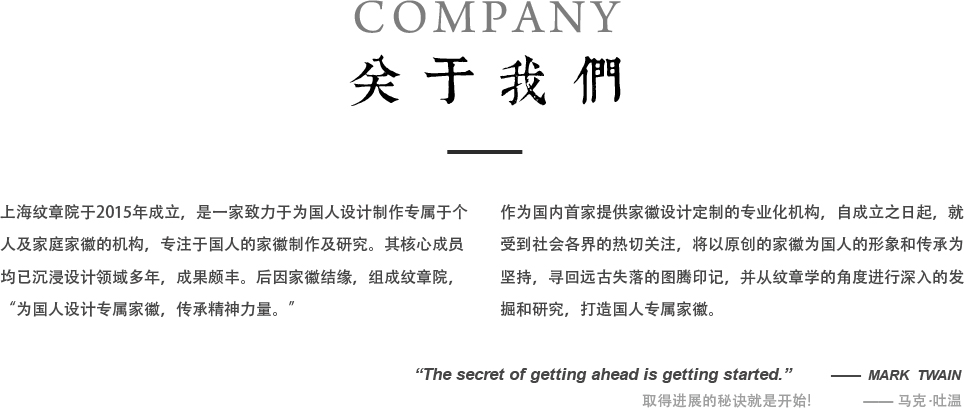 COMPANY
关于我們
上海纹章院于2015年成立，是一家致力于为国人设计制作专属于个
人及家庭家徽的机构，专注于国人的家徽制作及研究。其核心成员
均已沉浸设计领域多年，成果颇丰。后因家徽结缘，组成纹章院，
“为国人设计专属家徽，传承精神力量。”
作为国内首家提供家徽设计定制的专业化机构，自成立之日起，就
受到社会各界的热切关注，将以原创的家徽为国人的形象和传承为
坚持，寻回远古失落的图腾印记，并从纹章学的角度进行深入的发
掘和研究，打造国人专属家徽。
“The secret of getting ahead is getting started.” —— MARK TWAIN
取得进展的秘诀就是开始! —— 马克·吐温